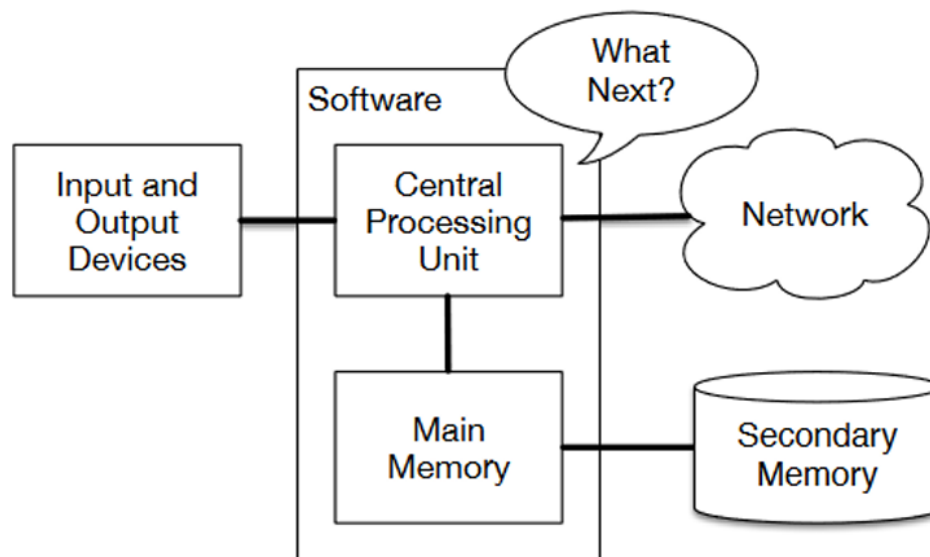 What
Next?
Software
Input and
Output
Devices
Central
Processing
Unit
Network
Main
Memory
Secondary
Memory